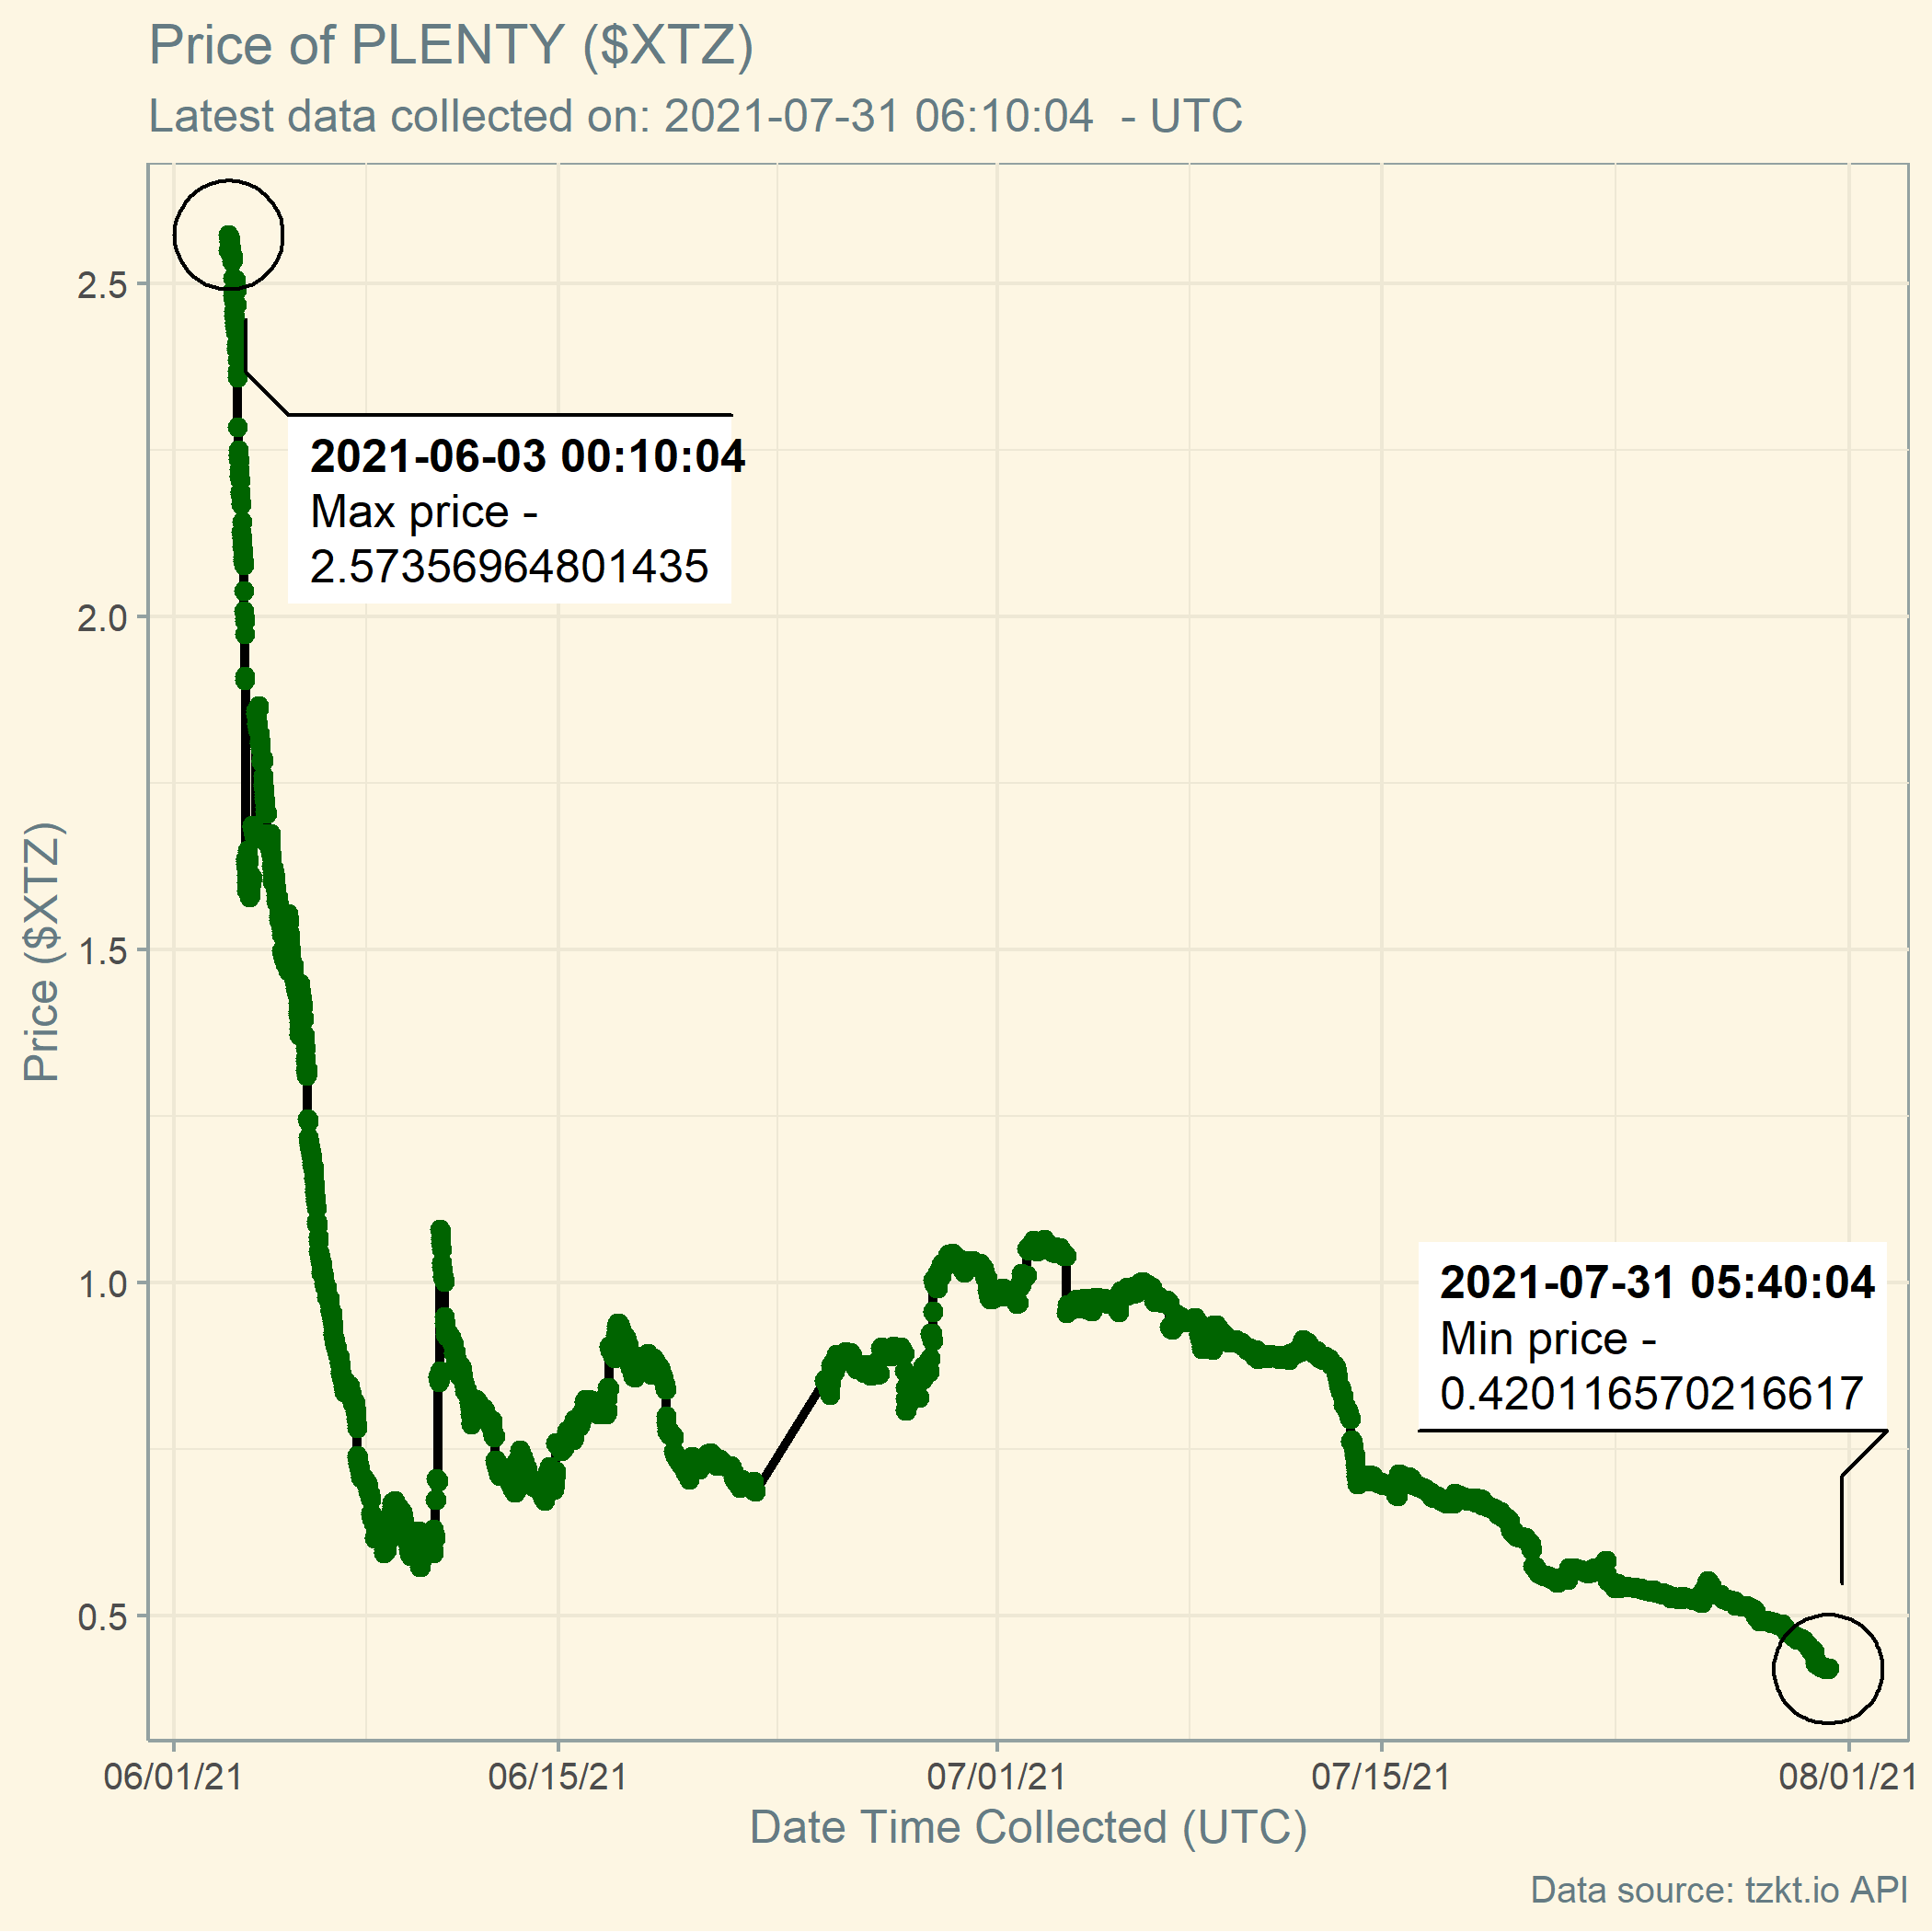 Price of PLENTY ($XTZ)
Latest data collected on: 2021-07-31 06:10:04  - UTC
2.5
2021-06-03 00:10:04
Max price -
2.57356964801435
2.0
1.5
Price ($XTZ)
1.0
2021-07-31 05:40:04
Min price -
0.420116570216617
0.5
06/01/21
06/15/21
07/01/21
07/15/21
08/01/21
Date Time Collected (UTC)
Data source: tzkt.io API